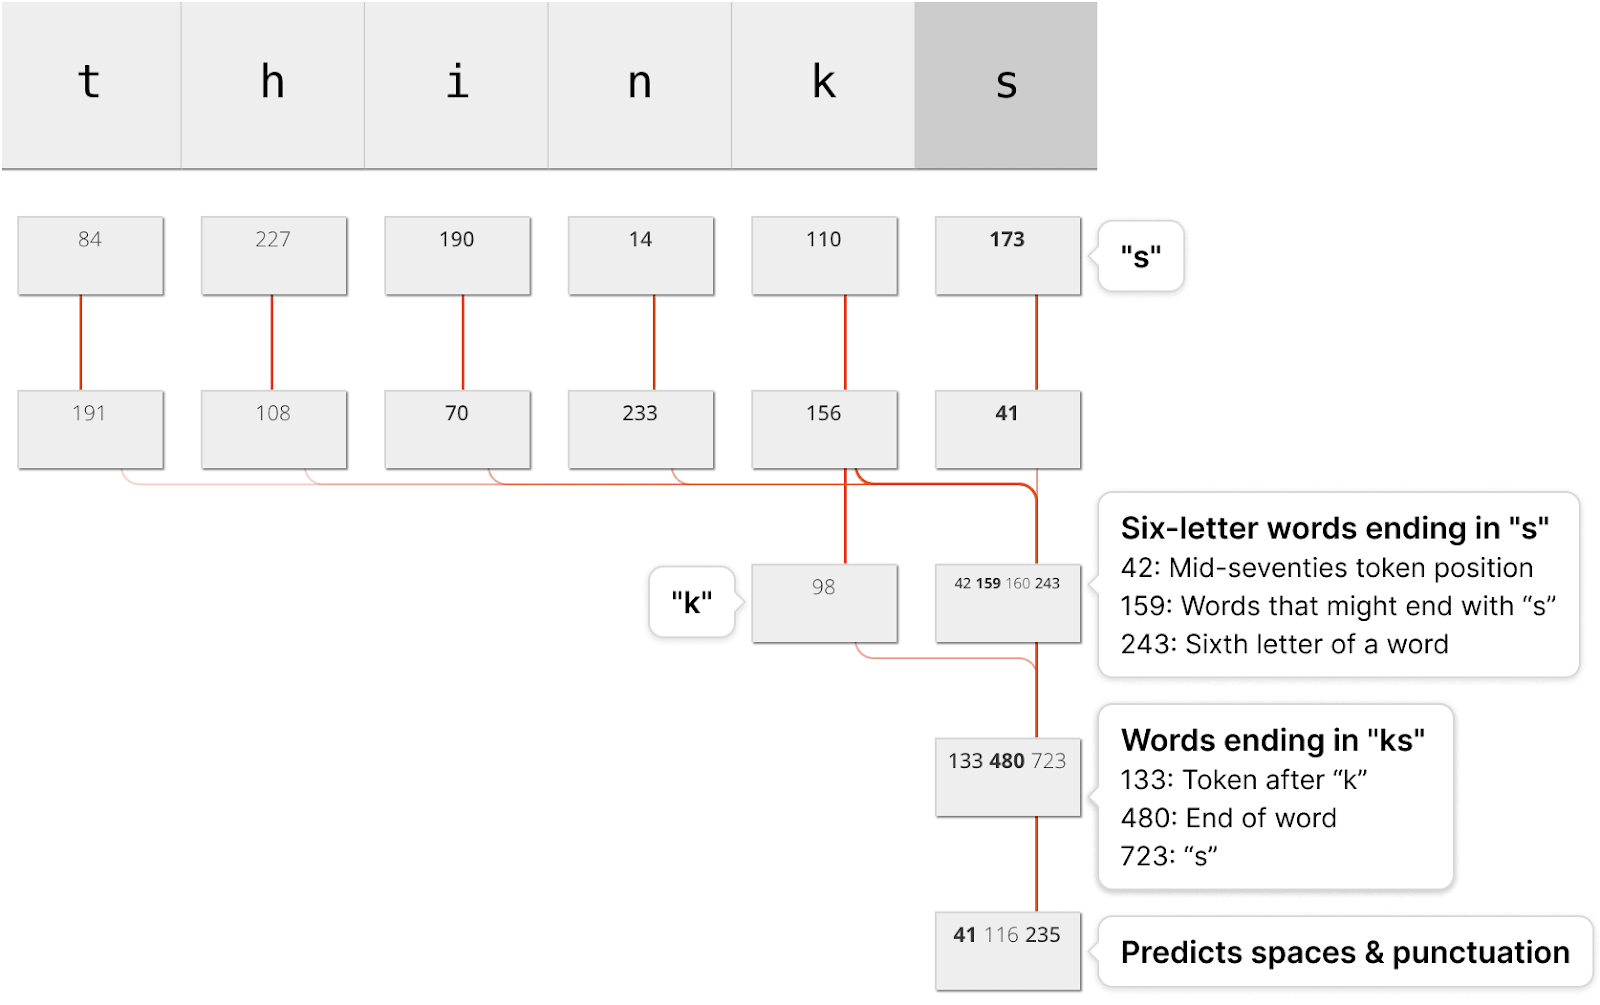 t h i n k s
84 227 190 14 110 173 "s"
191 108 70 233 156 41
"k" 98 42 159 160 243
Six-letter words ending in "s"
42: Mid-seventies token position
159: Words that might end with “s”
243: Sixth letter of a word
133 480 723
Words ending in "ks"
133: Token after “k”
480: End of word
723: “s”
41 116 235
Predicts spaces & punctuation